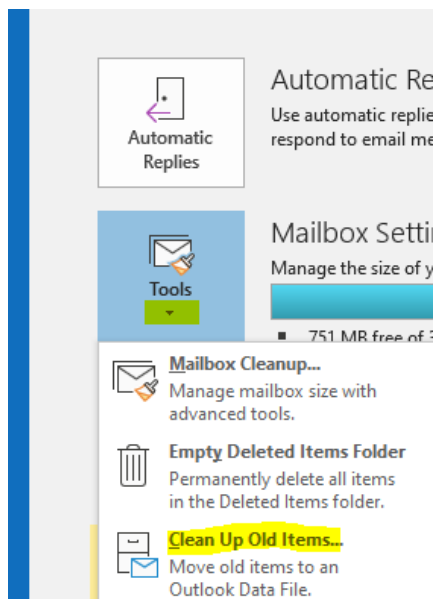 Automatic Re
Use automatic replie
respond to email me
Automatic
Replies
Mailbox Setti
Manage the size of y
Tools
751 MB free of
Mailbox Cleanup...
Manage mailbox size with
advanced tools.
Empty Deleted Items Folder
Permanently delete all items
in the Deleted Items folder.
Clean Up Old Items...
Move old items to an
Outlook Data File.